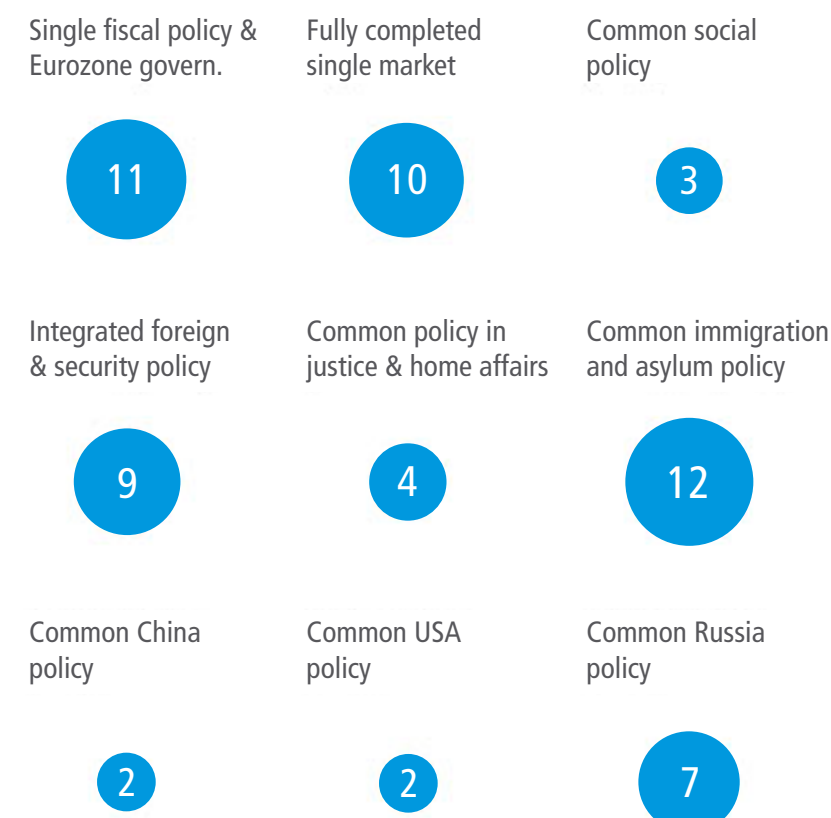 Single fiscal policy &
Eurozone govern.
Fully completed
single market
Common social
policy
11
10
3
Integrated foreign
& security policy
Common policy in
justice & home affairs
Common immigration
and asylum policy
9
4
12
Common China
policy
Common USA
policy
Common Russia
policy
2
2
7